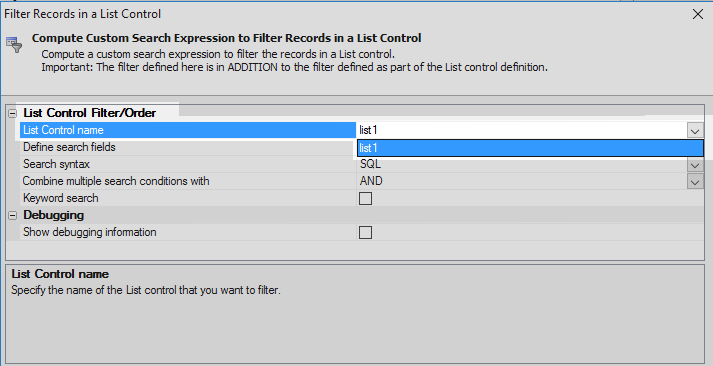 Filter Records in a List Control
Compute Custom Search Expression to Filter Records in a List Control
Compute a custom search expression to filter the records in a List control.
Important: The filter defined here is in ADDITION to the filter defined as part of the List control definition.
List Control Filter/Order
List Control name list1
Define search fields list1
Search syntax SQL
Combine multiple search conditions with AND
Keyword search
Debugging
Show debugging information
List Control name
Specify the name of the List control that you want to filter.